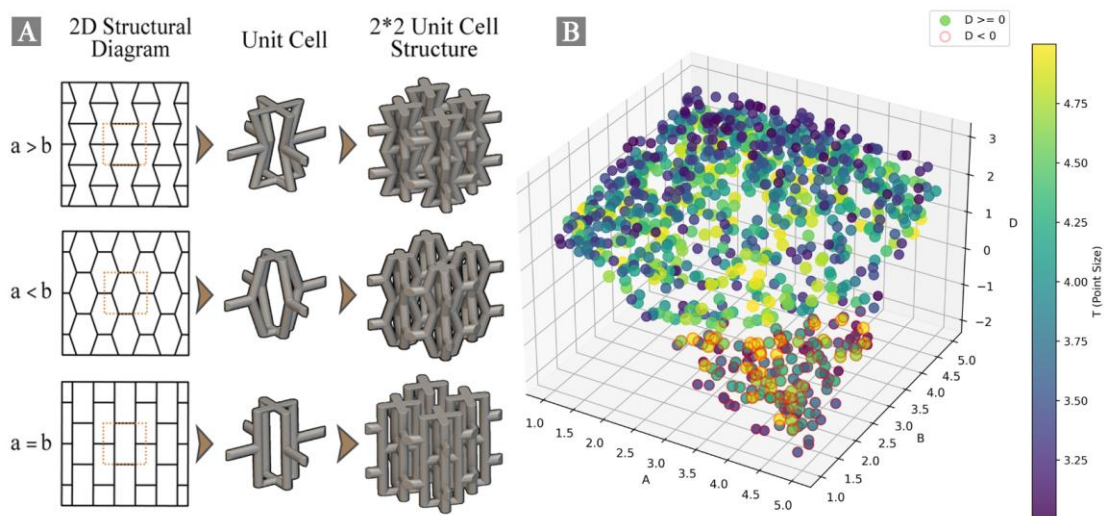 A
2D Structural
Diagram
Unit Cell
2*2 Unit Cell
Structure
a > b
a < b
a = b
B
D >= 0
D < 0
3
2
1
0
−1
−2
D
1.0
1.5
2.0
2.5
3.0
3.5
4.0
4.5
5.0
A
1.0
1.5
2.0
2.5
3.0
3.5
4.0
4.5
5.0
B
4.75
4.50
4.25
4.00
3.75
3.50
3.25
T (Point Size)